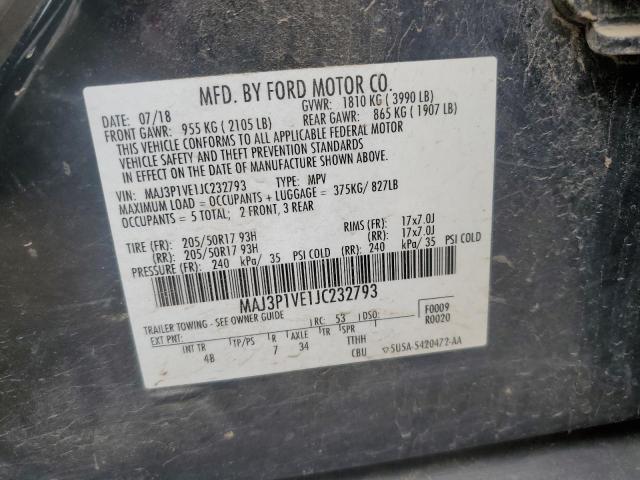 MFD. BY FORD MOTOR CO.
DATE: 07/18 GVWR: 1810 KG ( 3990 LB)
FRONT GAWR: 955 KG ( 2105 LB) REAR GAWR: 865 KG ( 1907 LB)
THIS VEHICLE CONFORMS TO ALL APPLICABLE FEDERAL MOTOR
VEHICLE SAFETY AND THEFT PREVENTION STANDARDS
IN EFFECT ON THE DATE OF MANUFACTURE SHOWN ABOVE.
VIN: MAJ3P1VE1JC232793 TYPE: MPV
MAXIMUM LOAD = OCCUPANTS + LUGGAGE = 375KG/ 827LB
OCCUPANTS = 5 TOTAL; 2 FRONT, 3 REAR
TIRE (FR): 205/50R17 93H RIMS (FR): 17x7.0J
(RR): 205/50R17 93H (RR): 17x7.0J
PRESSURE (FR): 240 kPa/ 35 PSI COLD (RR): 240 kPa/ 35 PSI COLD
MAJ3P1VE1JC232793
TRAILER TOWING - SEE OWNER GUIDE F0009
EXT PNT: RC: 53 DSO: R0020
INT TR TP/PS R AXLE TR SPR
4B 7 34 TTHH
CBU 5U5A-5420472-AA